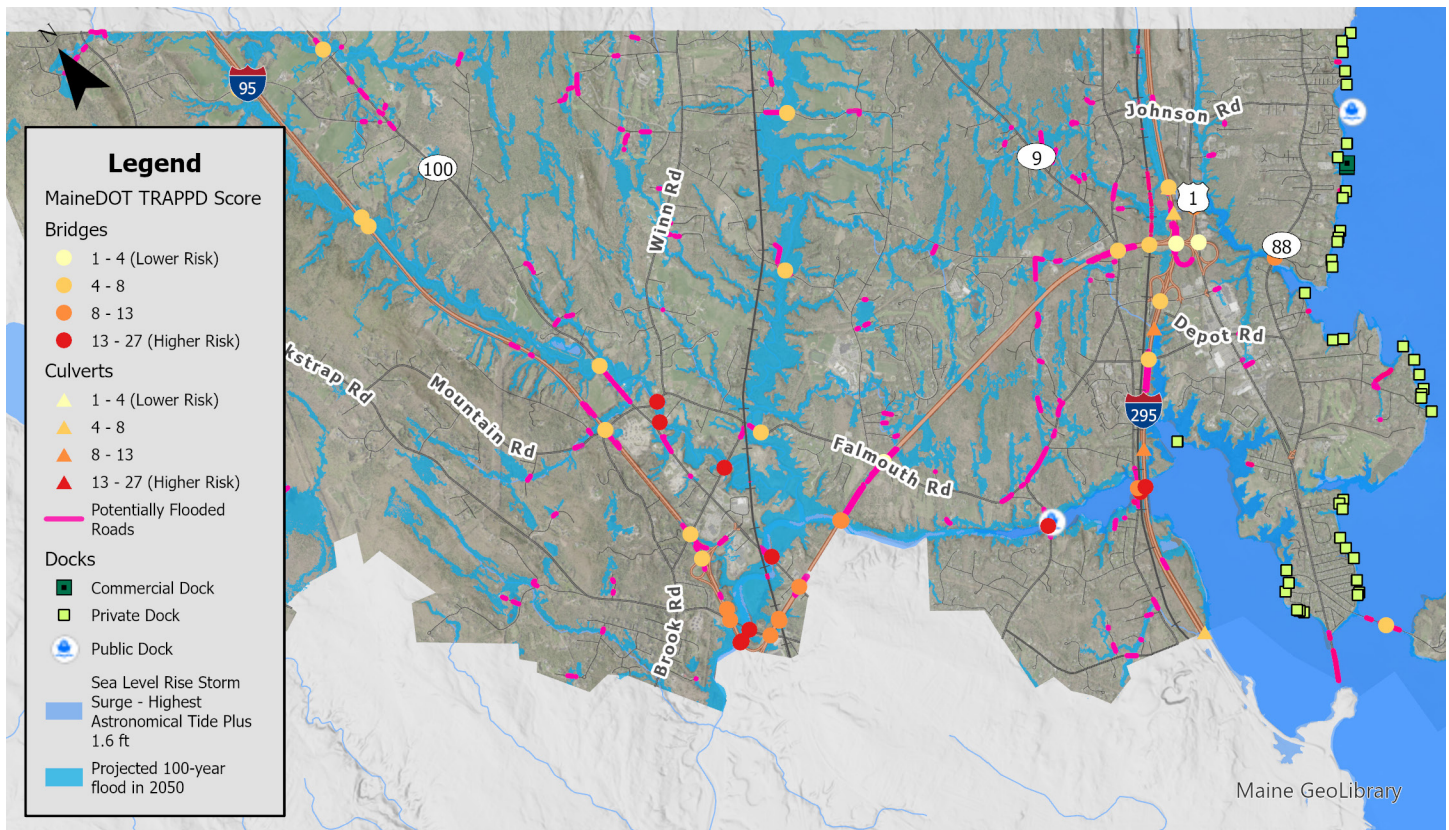 N
95
100
Winn Rd
9
Johnson Rd
1
88
Depot Rd
295
kstrap Rd
Mountain Rd
Falmouth Rd
Brook Rd
Maine GeoLibrary
Legend
MaineDOT TRAPPD Score
Bridges
1 - 4 (Lower Risk)
4 - 8
8 - 13
13 - 27 (Higher Risk)
Culverts
1 - 4 (Lower Risk)
4 - 8
8 - 13
13 - 27 (Higher Risk)
Potentially Flooded
Roads
Docks
Commercial Dock
Private Dock
Public Dock
Sea Level Rise Storm
Surge - Highest
Astronomical Tide Plus
1.6 ft
Projected 100-year
flood in 2050